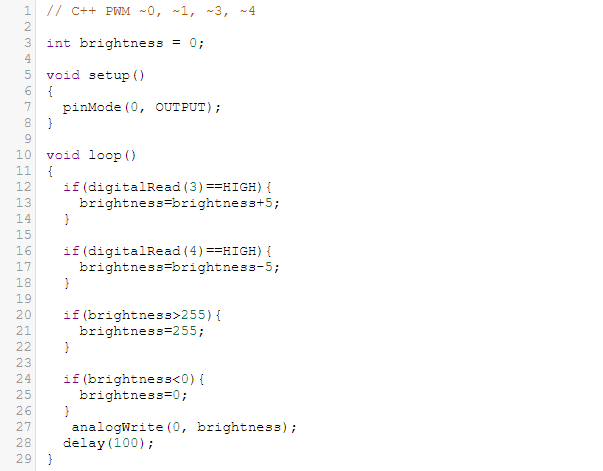 1 // C++ PWM ~0, ~1, ~3, ~4
2
3 int brightness = 0;
4
5 void setup()
6 {
7   pinMode(0, OUTPUT);
8 }
9
10 void loop()
11 {
12   if(digitalRead(3)==HIGH){
13     brightness=brightness+5;
14   }
15
16   if(digitalRead(4)==HIGH){
17     brightness=brightness-5;
18   }
19
20   if(brightness>255){
21     brightness=255;
22   }
23
24   if(brightness<0){
25     brightness=0;
26   }
27    analogWrite(0, brightness);
28   delay(100);
29 }